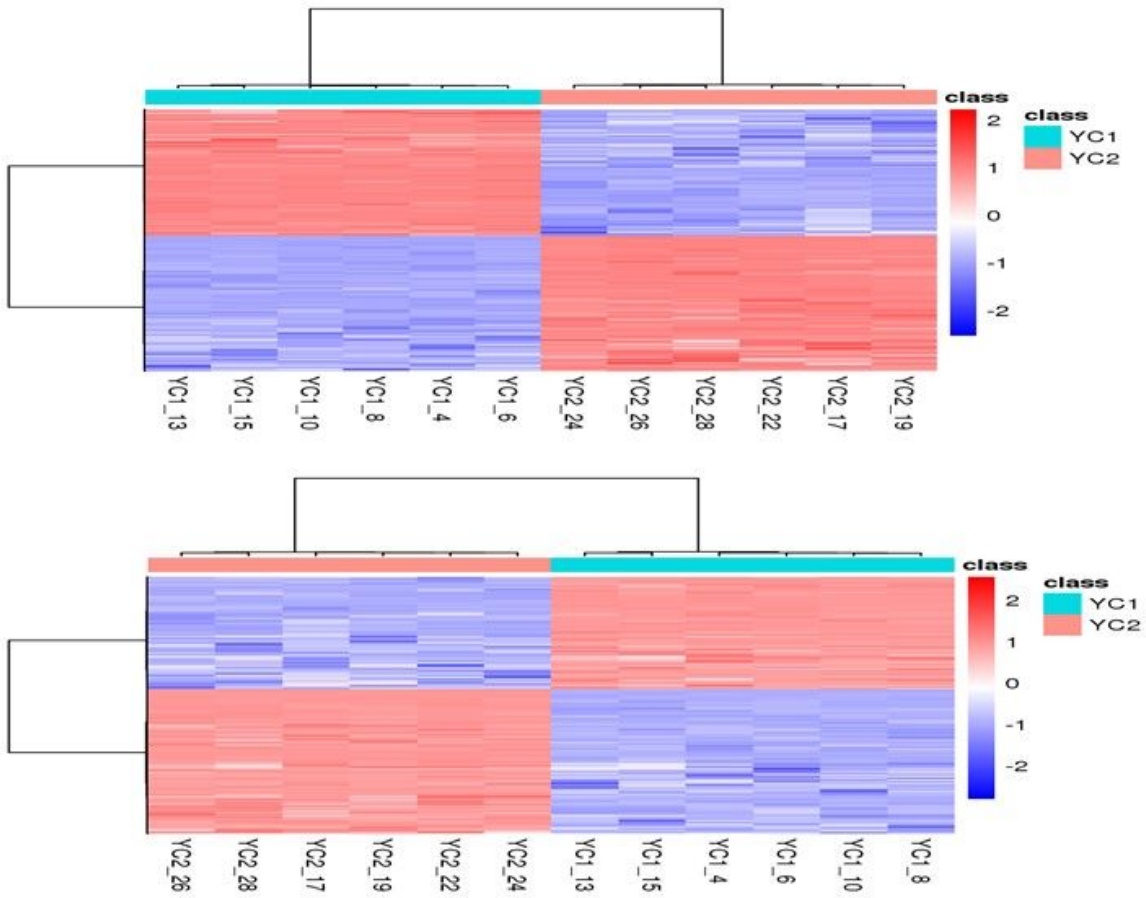 class
2
1
0
-1
-2
class
YC1
YC2
YC1_13
YC1_15
YC1_10
YC1_8
YC1_4
YC1_6
YC2_24
YC2_26
YC2_28
YC2_22
YC2_17
YC2_19
class
2
1
0
-1
-2
class
YC1
YC2
YC2_26
YC2_28
YC2_17
YC2_19
YC2_22
YC2_24
YC1_13
YC1_15
YC1_4
YC1_6
YC1_10
YC1_8